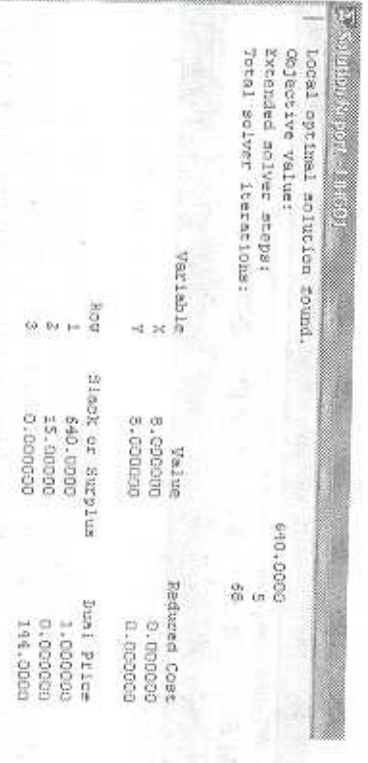 Solution Report - LINGO1
Local optimal solution found.
Objective value: 640.0000
Extended solver steps: 5
Total solver iterations: 68
Variable Value Reduced Cost
X 8.000000 0.000000
Y 5.000000 0.000000
Row Slack or Surplus Dual Price
1 640.0000 1.000000
2 15.00000 0.000000
3 0.000000 144.0000